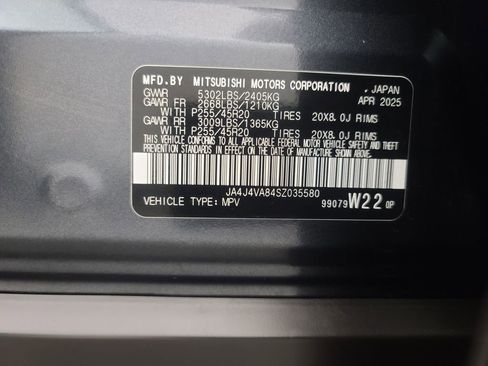 MFD.BY MITSUBISHI MOTORS CORPORATION , JAPAN
GVWR 5302LBS/2405KG APR 2025
GAWR FR 2668LBS/1210KG
WITH P255/45R20 TIRES 20X8.0J RIMS
GAWR RR 3009LBS/1365KG
WITH P255/45R20 TIRES 20X8.0J RIMS
THIS VEHICLE CONFORMS TO ALL APPLICABLE FEDERAL MOTOR VEHICLE SAFETY AND THEFT
PREVENTION STANDARDS IN EFFECT ON THE DATE OF MANUFACTURE SHOWN ABOVE.
JA4J4VA84SZ035580
VEHICLE TYPE: MPV 99079W22 0P